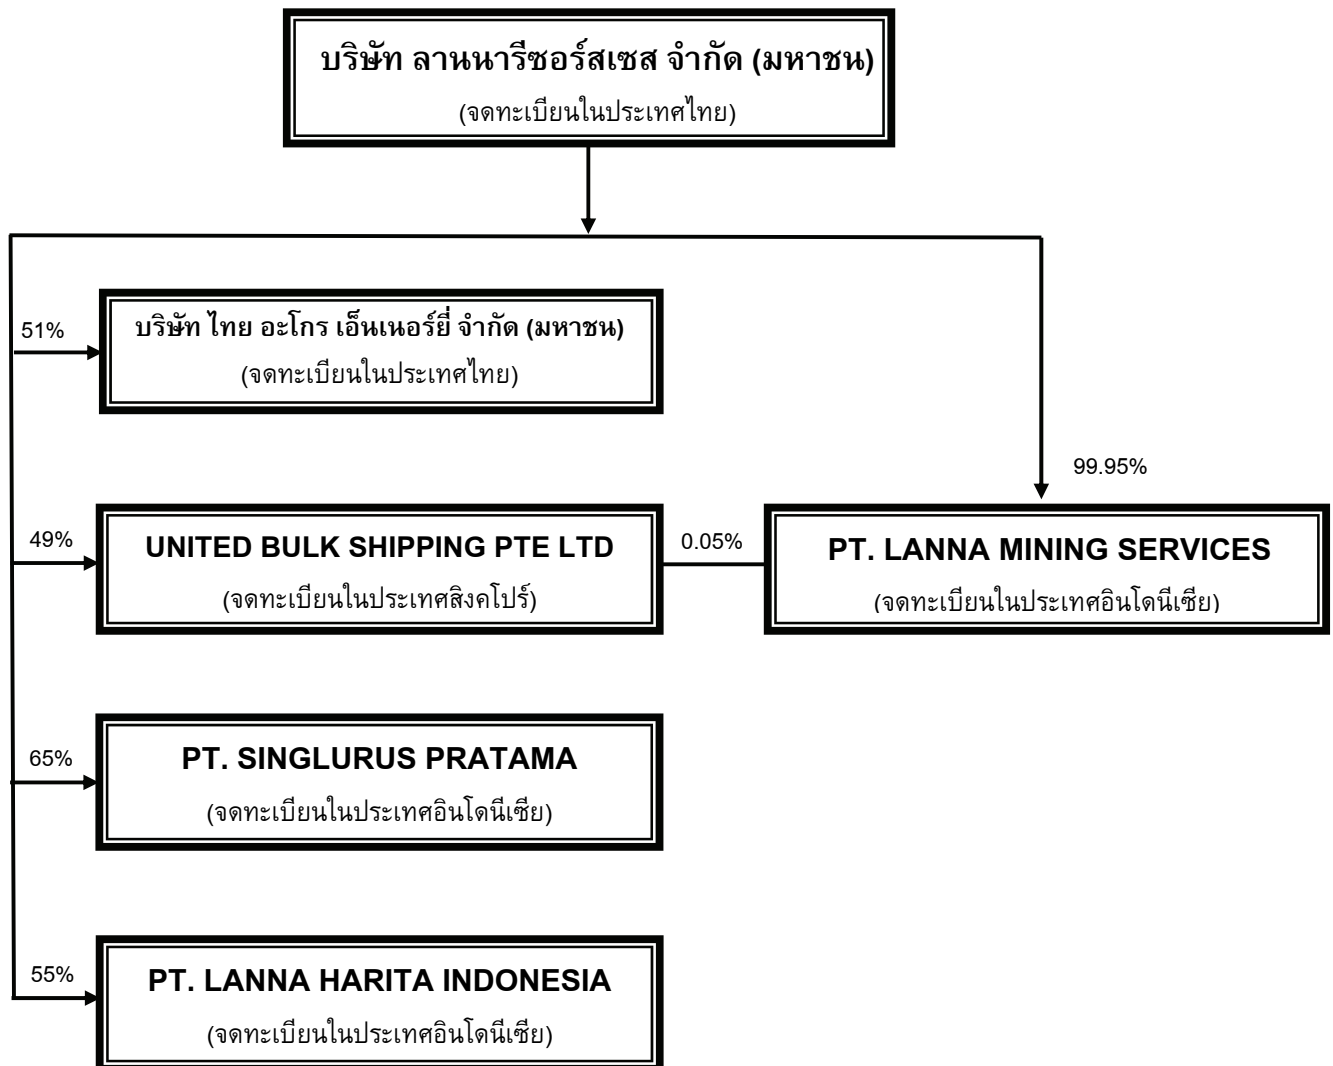 บริษัท ลานนารีซอร์สเซส จำกัด (มหาชน)
(จดทะเบียนในประเทศไทย)
51%
บริษัท ไทย อะโกร เอ็นเนอร์ยี่ จำกัด (มหาชน)
(จดทะเบียนในประเทศไทย)
99.95%
49%
UNITED BULK SHIPPING PTE LTD
(จดทะเบียนในประเทศสิงคโปร์)
0.05%
PT. LANNA MINING SERVICES
(จดทะเบียนในประเทศอินโดนีเซีย)
65%
PT. SINGLURUS PRATAMA
(จดทะเบียนในประเทศอินโดนีเซีย)
55%
PT. LANNA HARITA INDONESIA
(จดทะเบียนในประเทศอินโดนีเซีย)